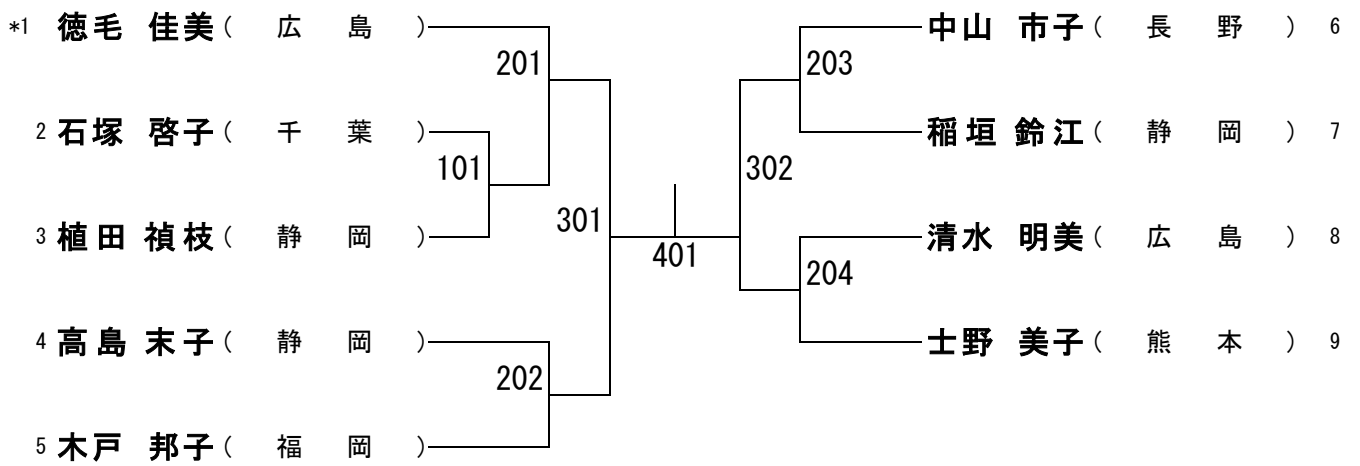 *1 徳毛 佳美 ( 広 島 )
201
2 石塚 啓子 ( 千 葉 )
101
3 植田 禎枝 ( 静 岡 )
301
4 高島 末子 ( 静 岡 )
202
5 木戸 邦子 ( 福 岡 )
401
中山 市子 ( 長 野 ) 6
203
稲垣 鈴江 ( 静 岡 ) 7
302
清水 明美 ( 広 島 ) 8
204
士野 美子 ( 熊 本 ) 9